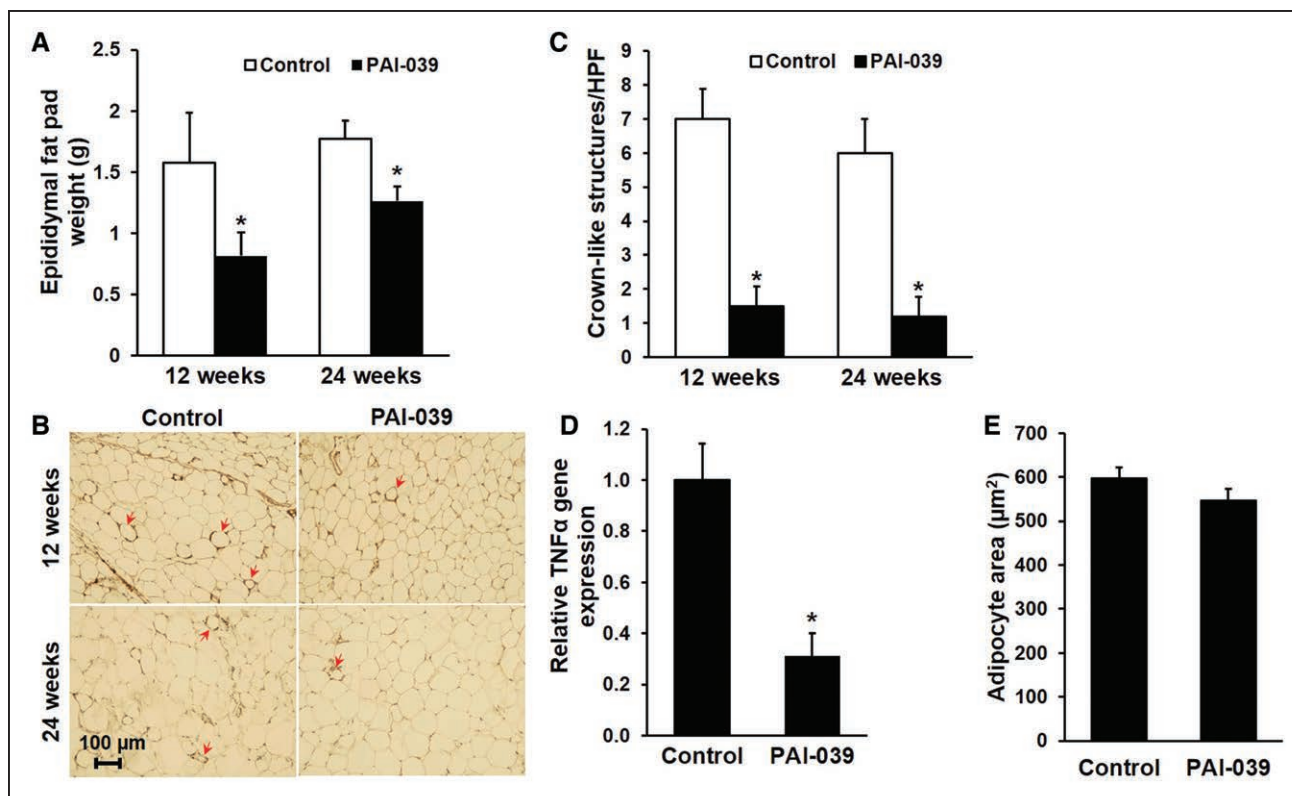 A
Epididymal fat pad
weight (g)
2.5
2
1.5
1
0.5
0
Control PAI-039
*
*
12 weeks 24 weeks
C
Crown-like structures/HPF
9
8
7
6
5
4
3
2
1
0
Control PAI-039
*
*
12 weeks 24 weeks
B
Control PAI-039
12 weeks
24 weeks
100 µm
D
Relative TNFα gene
expression
1.2
1.0
0.8
0.6
0.4
0.2
0.0
*
Control PAI-039
E
Adipocyte area (µm²)
700
600
500
400
300
200
100
0
Control PAI-039